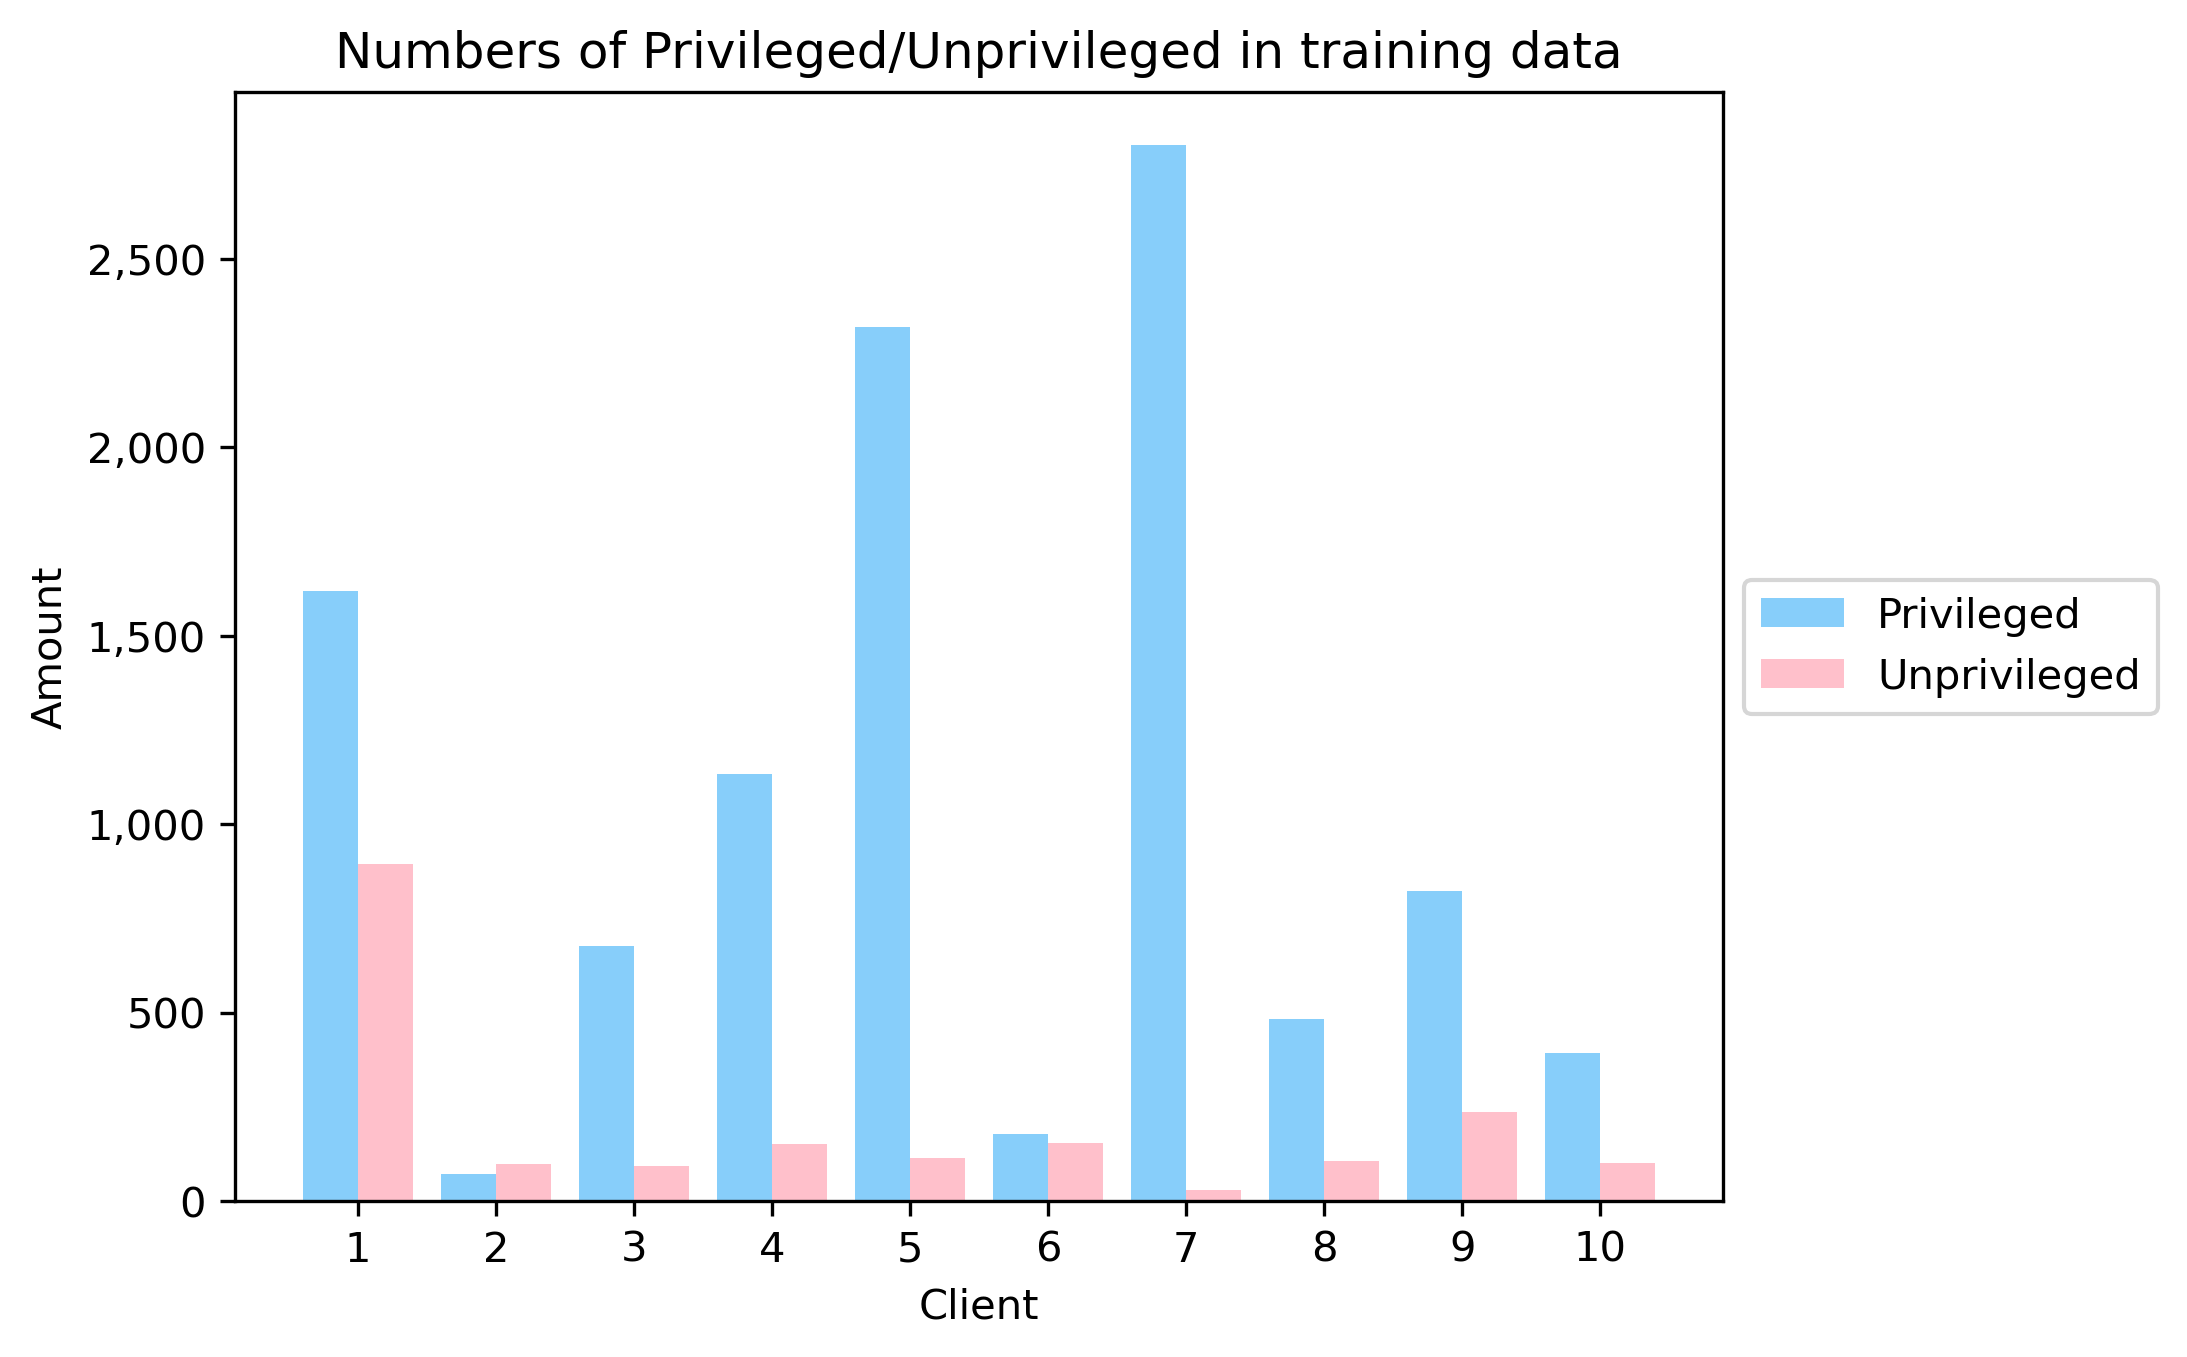 Numbers of Privileged/Unprivileged in training data
2,500
2,000
1,500
1,000
500
0
Amount
1 2 3 4 5 6 7 8 9 10
Client
Privileged
Unprivileged